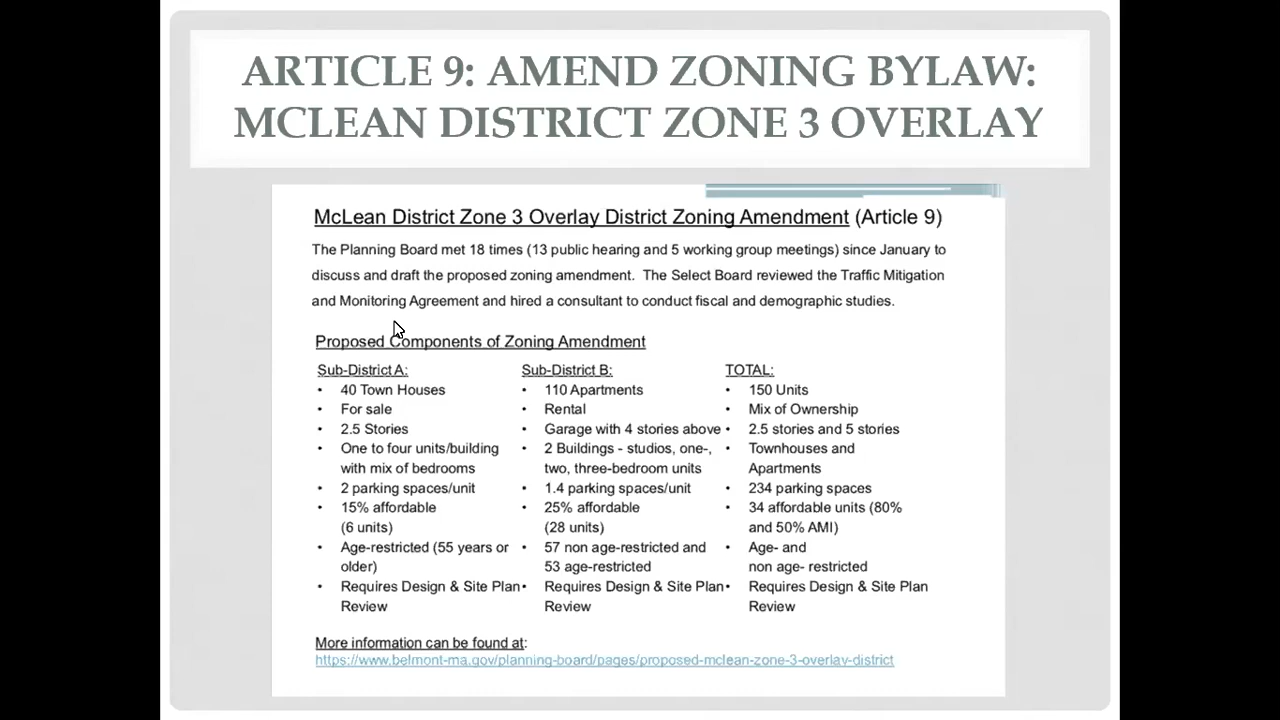 ARTICLE 9: AMEND ZONING BYLAW:
MCLEAN DISTRICT ZONE 3 OVERLAY
McLean District Zone 3 Overlay District Zoning Amendment (Article 9)
The Planning Board met 18 times (13 public hearing and 5 working group meetings) since January to
discuss and draft the proposed zoning amendment. The Select Board reviewed the Traffic Mitigation
and Monitoring Agreement and hired a consultant to conduct fiscal and demographic studies.
Proposed Components of Zoning Amendment
Sub-District A:
• 40 Town Houses
• For sale
• 2.5 Stories
• One to four units/building
with mix of bedrooms
• 2 parking spaces/unit
• 15% affordable
(6 units)
• Age-restricted (55 years or
older)
• Requires Design & Site Plan
Review
Sub-District B:
• 110 Apartments
• Rental
• Garage with 4 stories above
• 2 Buildings - studios, one-,
two, three-bedroom units
• 1.4 parking spaces/unit
• 25% affordable
(28 units)
• 57 non age-restricted and
53 age-restricted
• Requires Design & Site Plan
Review
TOTAL:
• 150 Units
• Mix of Ownership
• 2.5 stories and 5 stories
• Townhouses and
Apartments
• 234 parking spaces
• 34 affordable units (80%
and 50% AMI)
• Age- and
non age- restricted
• Requires Design & Site Plan
Review
More information can be found at:
https://www.belmont-ma.gov/planning-board/pages/proposed-mclean-zone-3-overlay-district